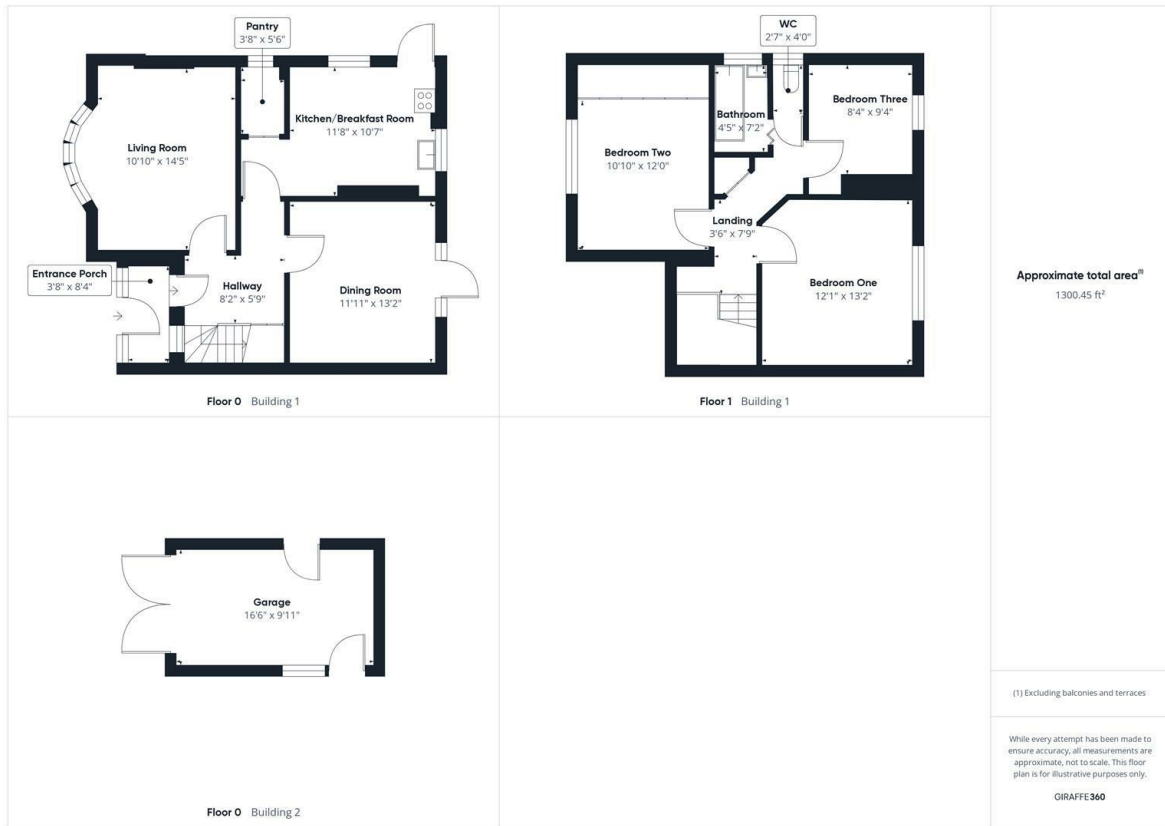 Pantry
3'8" x 5'6"
Kitchen/Breakfast Room
11'8" x 10'7"
Living Room
10'10" x 14'5"
Entrance Porch
3'8" x 8'4"
Hallway
8'2" x 5'9"
Dining Room
11'11" x 13'2"
Floor 0 Building 1
WC
2'7" x 4'0"
Bedroom Three
8'4" x 9'4"
Bathroom
4'5" x 7'2"
Bedroom Two
10'10" x 12'0"
Landing
3'6" x 7'9"
Bedroom One
12'1" x 13'2"
Floor 1 Building 1
Approximate total area⁽¹⁾
1300.45 ft²
Garage
16'6" x 9'11"
Floor 0 Building 2
(1) Excluding balconies and terraces
While every attempt has been made to
ensure accuracy, all measurements are
approximate, not to scale. This floor
plan is for illustrative purposes only.
GIRAFFE360